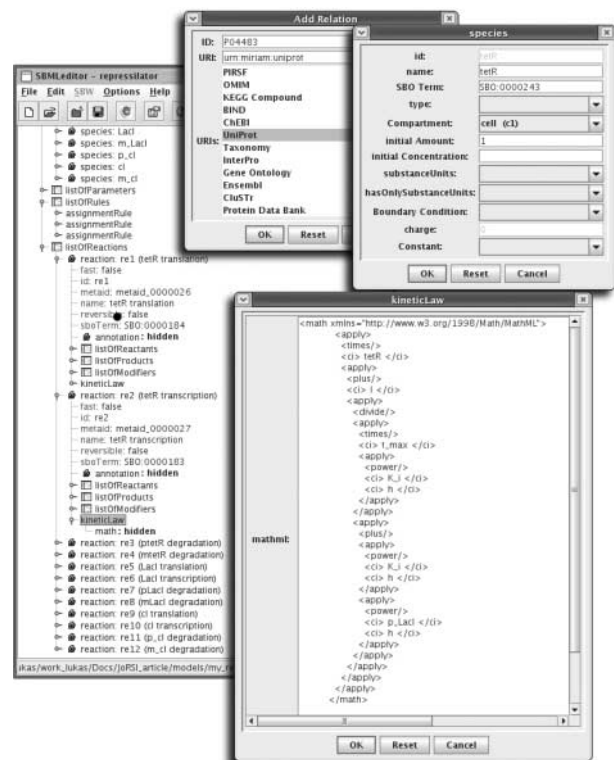 SBMLeditor - repressilator
File Edit SBW Options Help
species: LacI
species: m_LacI
species: p_cI
species: cI
species: m_cI
listOfParameters
listOfRules
assignmentRule
assignmentRule
assignmentRule
listOfReactions
reaction: re1 (tetR translation)
fast: false
id: re1
metaid: metaid_0000026
name: tetR translation
reversible: false
sboTerm: SBO:0000184
annotation: hidden
listOfReactants
listOfProducts
listOfModifiers
kineticLaw
reaction: re2 (tetR transcription)
fast: false
id: re2
metaid: metaid_0000027
name: tetR transcription
reversible: false
sboTerm: SBO:0000183
annotation: hidden
listOfReactants
listOfProducts
listOfModifiers
kineticLaw
math: hidden
reaction: re3 (ptetR degradation)
reaction: re4 (mtetR degradation)
reaction: re5 (LacI translation)
reaction: re6 (LacI transcription)
reaction: re7 (pLacI degradation)
reaction: re8 (mLacI degradation)
reaction: re9 (cI translation)
reaction: re10 (cI transcription)
reaction: re11 (p_cI degradation)
reaction: re12 (m_cI degradation)
ukas/work_lukas/Docs/JoRSI_article/models/my_r
Add Relation
ID: P04483
URI: urn:miriam:uniprot
PIRSF
OMIM
KEGG Compound
BIND
ChEBI
URIs: UniProt
Taxonomy
InterPro
Gene Ontology
Ensembl
CluSTr
Protein Data Bank
OK Reset
species
id: tetR
name: tetR
SBO Term: SBO:0000243
type:
Compartment: cell (c1)
initial Amount: 1
initial Concentration:
substanceUnits:
hasOnlySubstanceUnits:
Boundary Condition:
charge: 0
Constant:
OK Reset Cancel
kineticLaw
mathml:
<math xmlns="http://www.w3.org/1998/Math/MathML">
<apply>
<times/>
<ci> tetR </ci>
<apply>
<plus/>
<ci> l </ci>
<apply>
<divide/>
<apply>
<times/>
<ci> t_max </ci>
<apply>
<power/>
<ci> K_i </ci>
<ci> h </ci>
</apply>
</apply>
<apply>
<plus/>
<apply>
<power/>
<ci> K_i </ci>
<ci> h </ci>
</apply>
<apply>
<power/>
<ci> p_LacI </ci>
<ci> h </ci>
</apply>
</apply>
</apply>
</apply>
</apply>
</math>
OK Reset Cancel